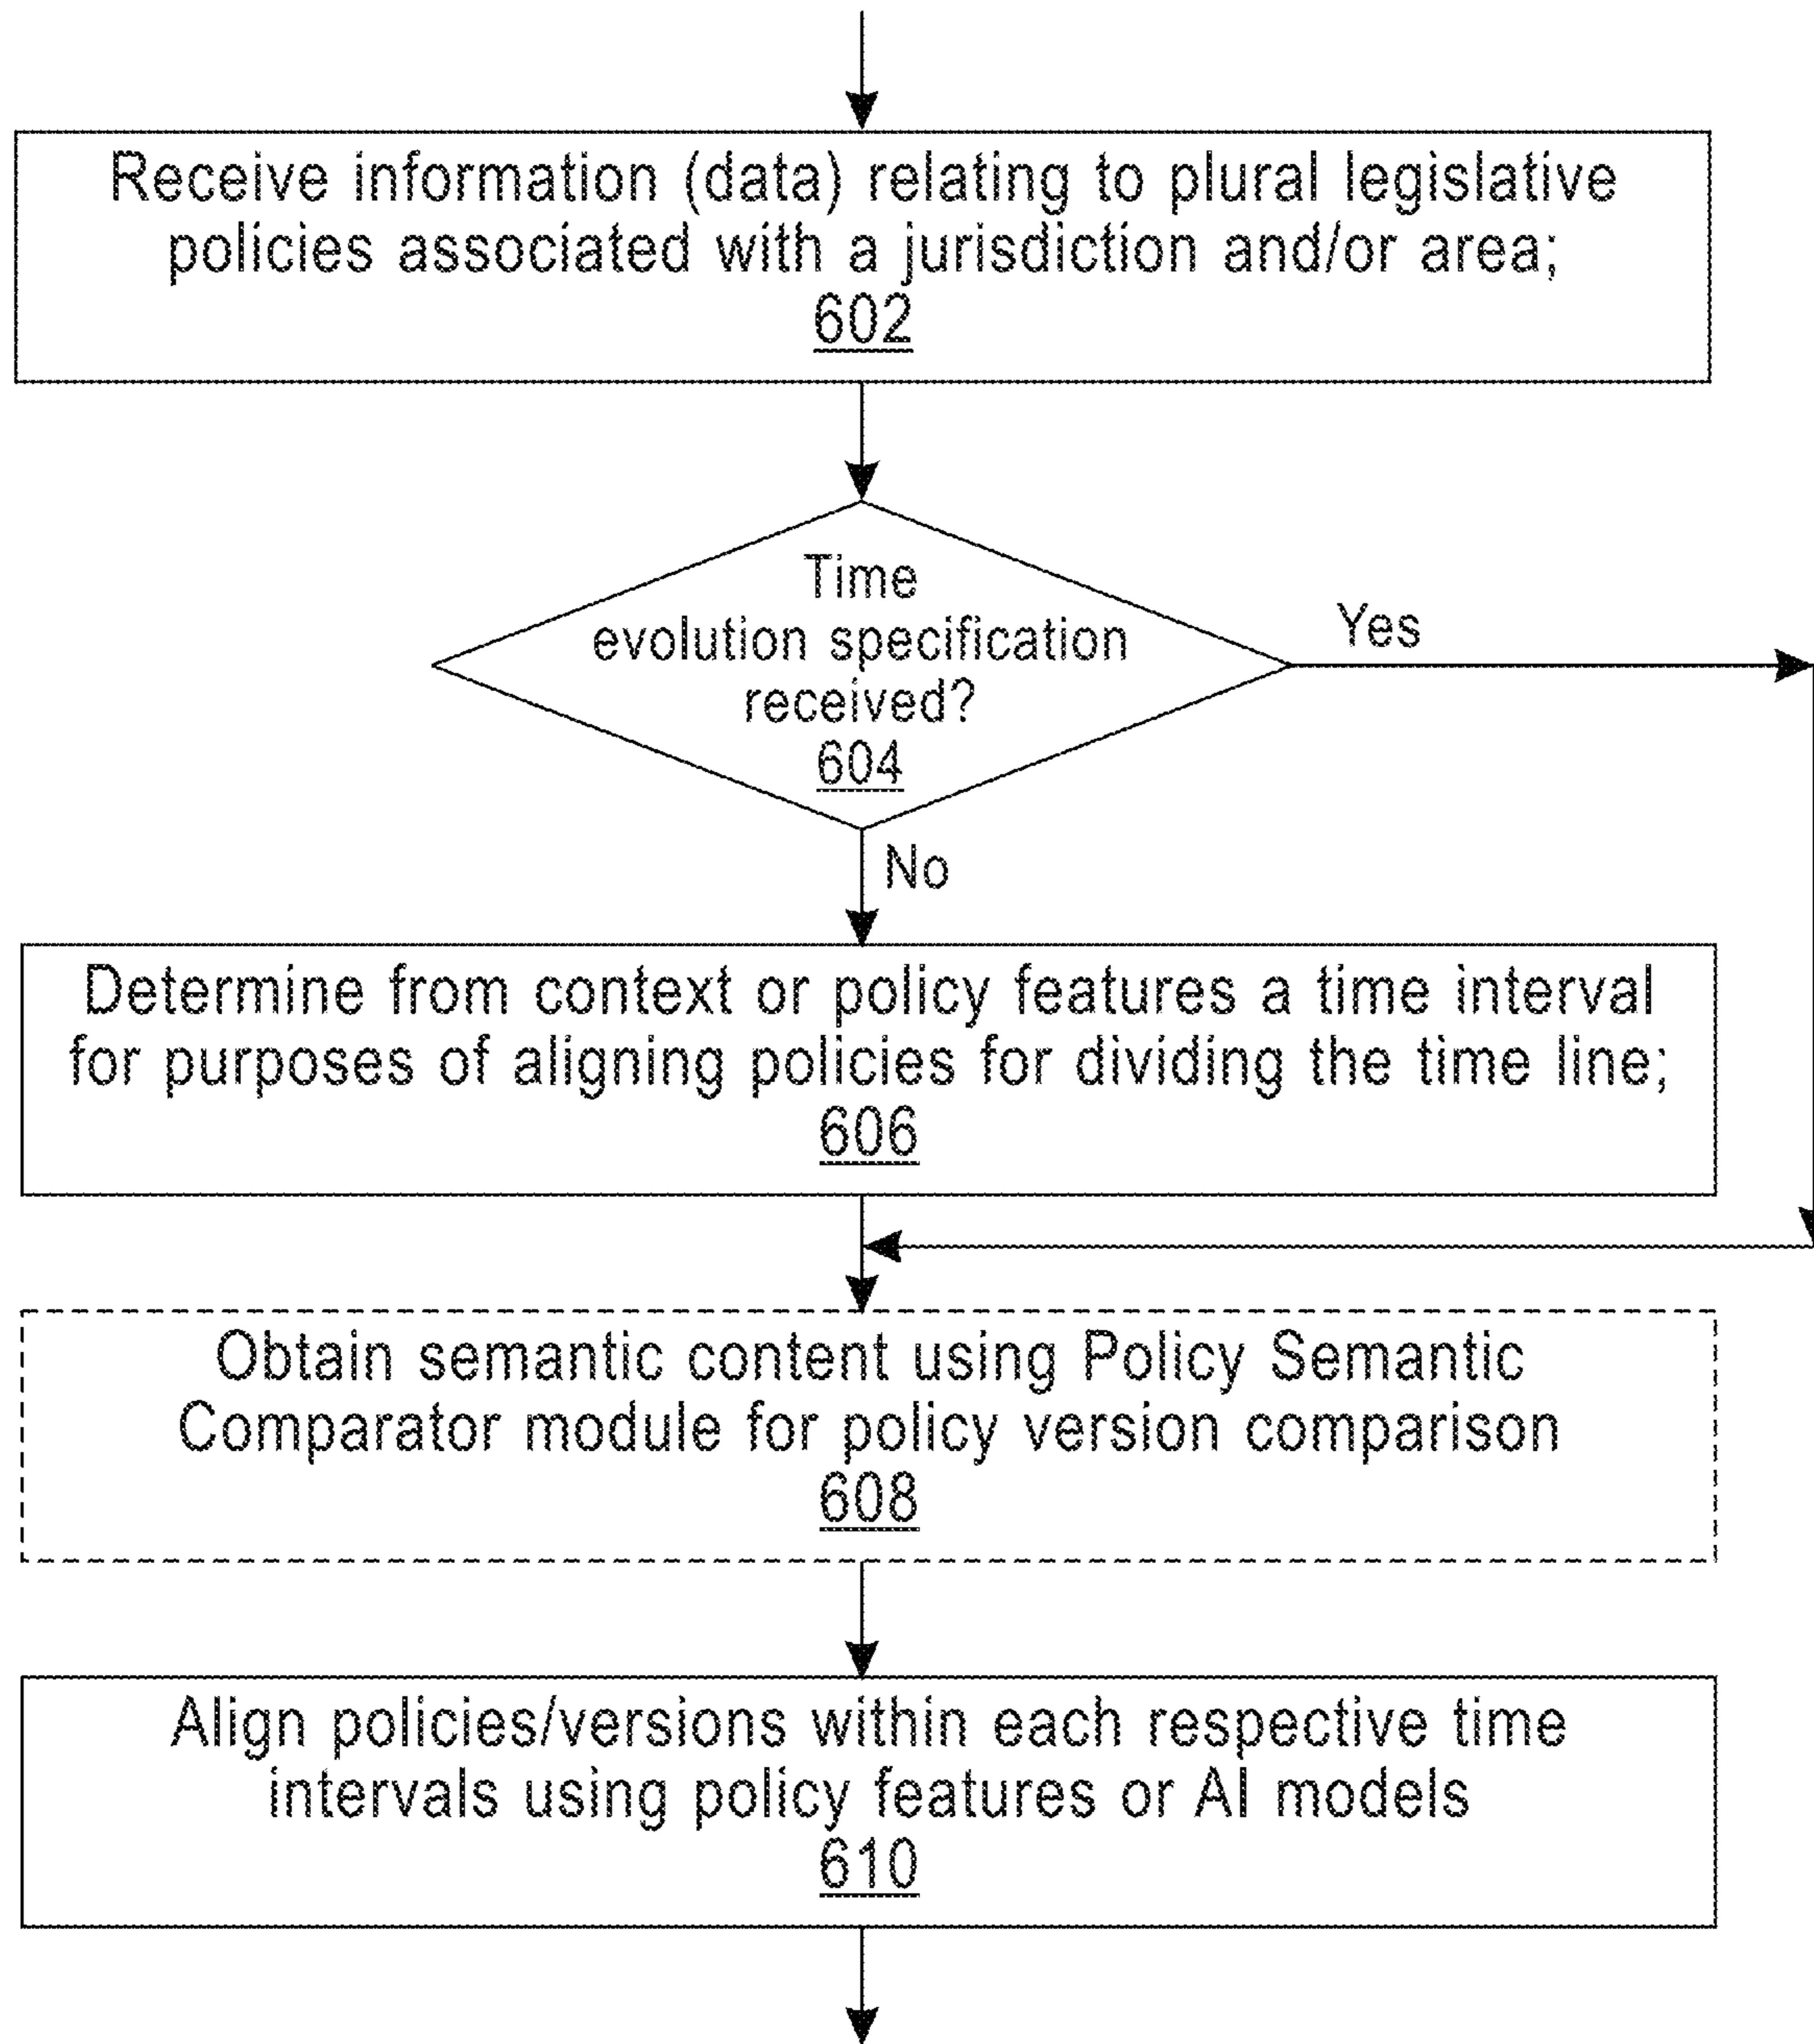 Receive information (data) relating to plural legislative
policies associated with a jurisdiction and/or area;
602
Time
evolution specification
received?
604
Yes
No
Determine from context or policy features a time interval
for purposes of aligning policies for dividing the time line;
606
Obtain semantic content using Policy Semantic
Comparator module for policy version comparison
608
Align policies/versions within each respective time
intervals using policy features or AI models
610